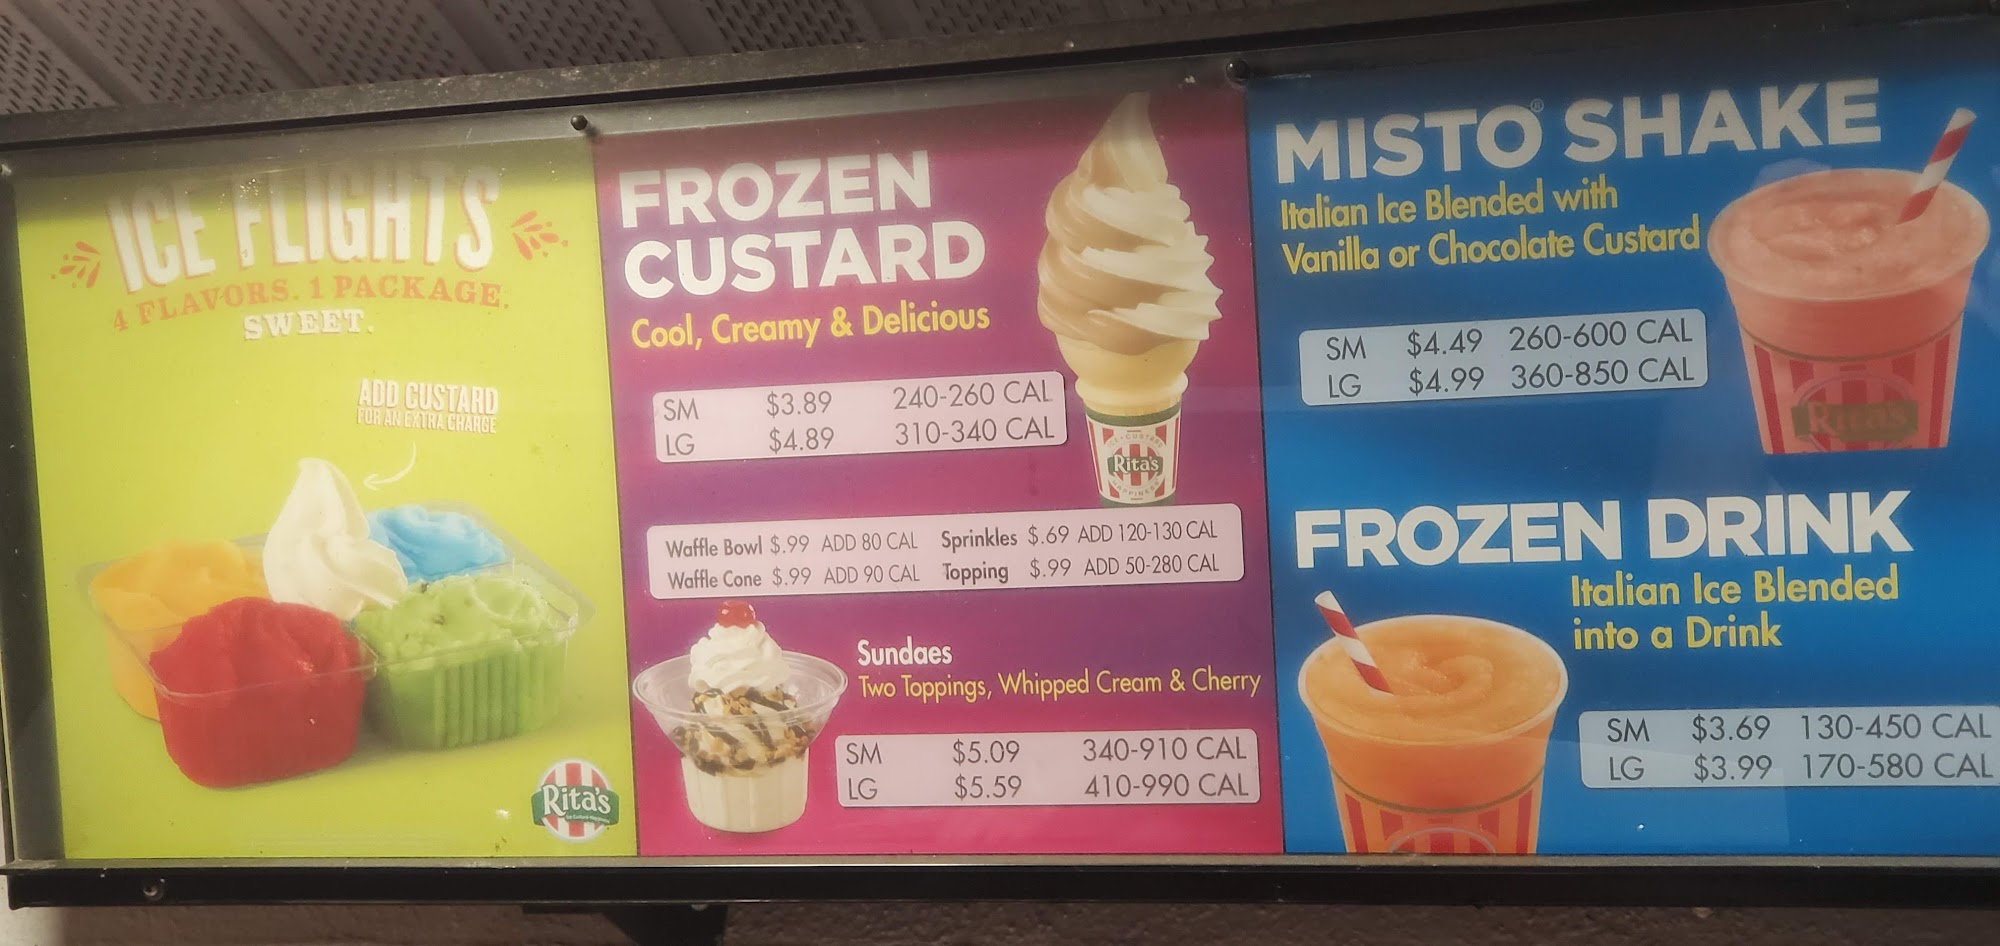 ICE FLIGHTS
4 FLAVORS. 1 PACKAGE.
SWEET.
ADD CUSTARD
FOR AN EXTRA CHARGE
Rita's
FROZEN
CUSTARD
Cool, Creamy & Delicious
SM $3.89 240-260 CAL
LG $4.89 310-340 CAL
Rita's
Waffle Bowl $.99 ADD 80 CAL Sprinkles $.69 ADD 120-130 CAL
Waffle Cone $.99 ADD 90 CAL Topping $.99 ADD 50-280 CAL
Sundaes
Two Toppings, Whipped Cream & Cherry
SM $5.09 340-910 CAL
LG $5.59 410-990 CAL
MISTO® SHAKE
Italian Ice Blended with
Vanilla or Chocolate Custard
SM $4.49 260-600 CAL
LG $4.99 360-850 CAL
Rita's
FROZEN DRINK
Italian Ice Blended
into a Drink
SM $3.69 130-450 CAL
LG $3.99 170-580 CAL